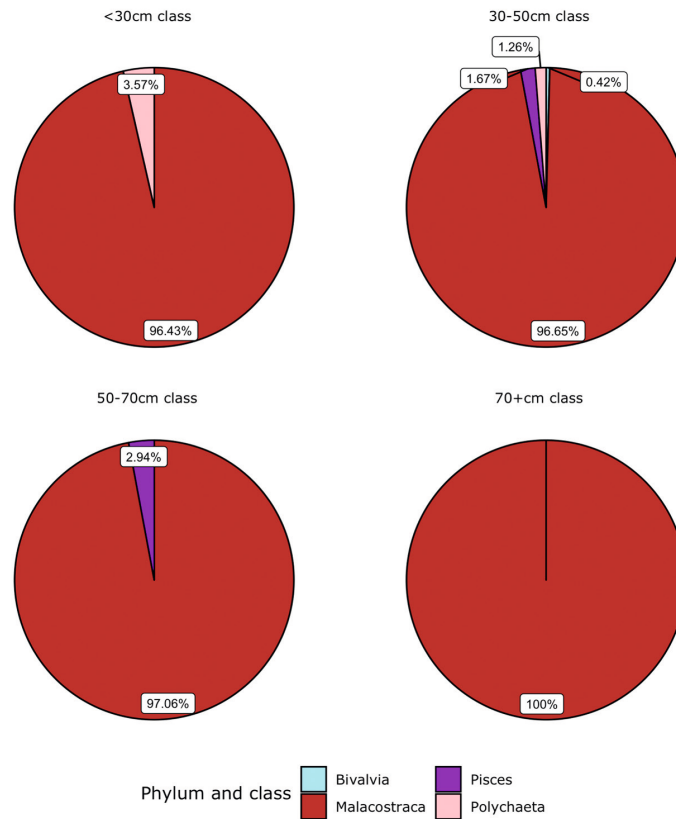 <30cm class
30-50cm class
1.26%
1.67%
0.42%
3.57%
96.43%
96.65%
50-70cm class
70+cm class
2.94%
97.06%
100%
Phylum and class
Bivalvia
Pisces
Malacostraca
Polychaeta